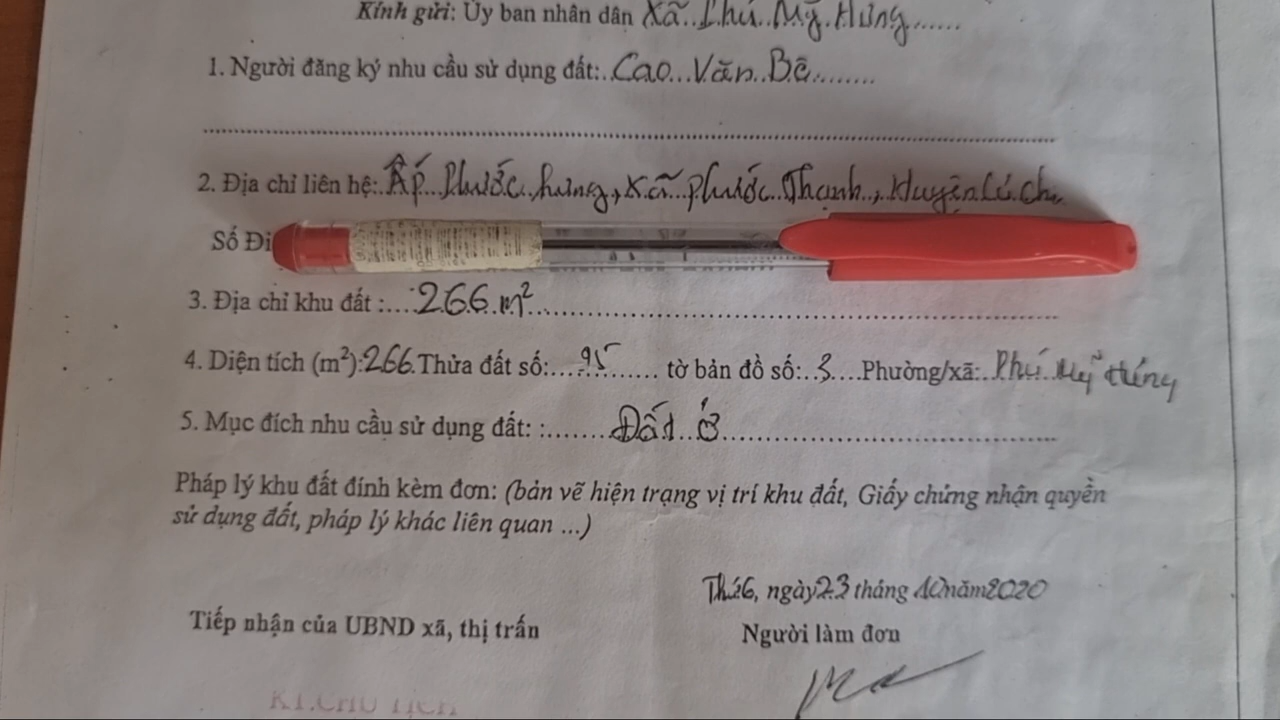 Kính gửi: Ủy ban nhân dân Xã Phú Mỹ Hưng
1. Người đăng ký nhu cầu sử dụng đất: Cao Văn Bê
2. Địa chỉ liên hệ: Ấp Phước hưng, xã phước Thạnh, Huyện Củ Chi
Số Đi
3. Địa chỉ khu đất : 266 m²
4. Diện tích (m²): 266 Thửa đất số: 95 tờ bản đồ số: 3 Phường/xã: Phú Mỹ Hưng
5. Mục đích nhu cầu sử dụng đất: : Đất ở
Pháp lý khu đất đính kèm đơn: (bản vẽ hiện trạng vị trí khu đất, Giấy chứng nhận quyền
sử dụng đất, pháp lý khác liên quan ...)
Thứ 6, ngày 23 tháng 10 năm 2020
Tiếp nhận của UBND xã, thị trấn
Người làm đơn
KT.CHỦ TỊCH